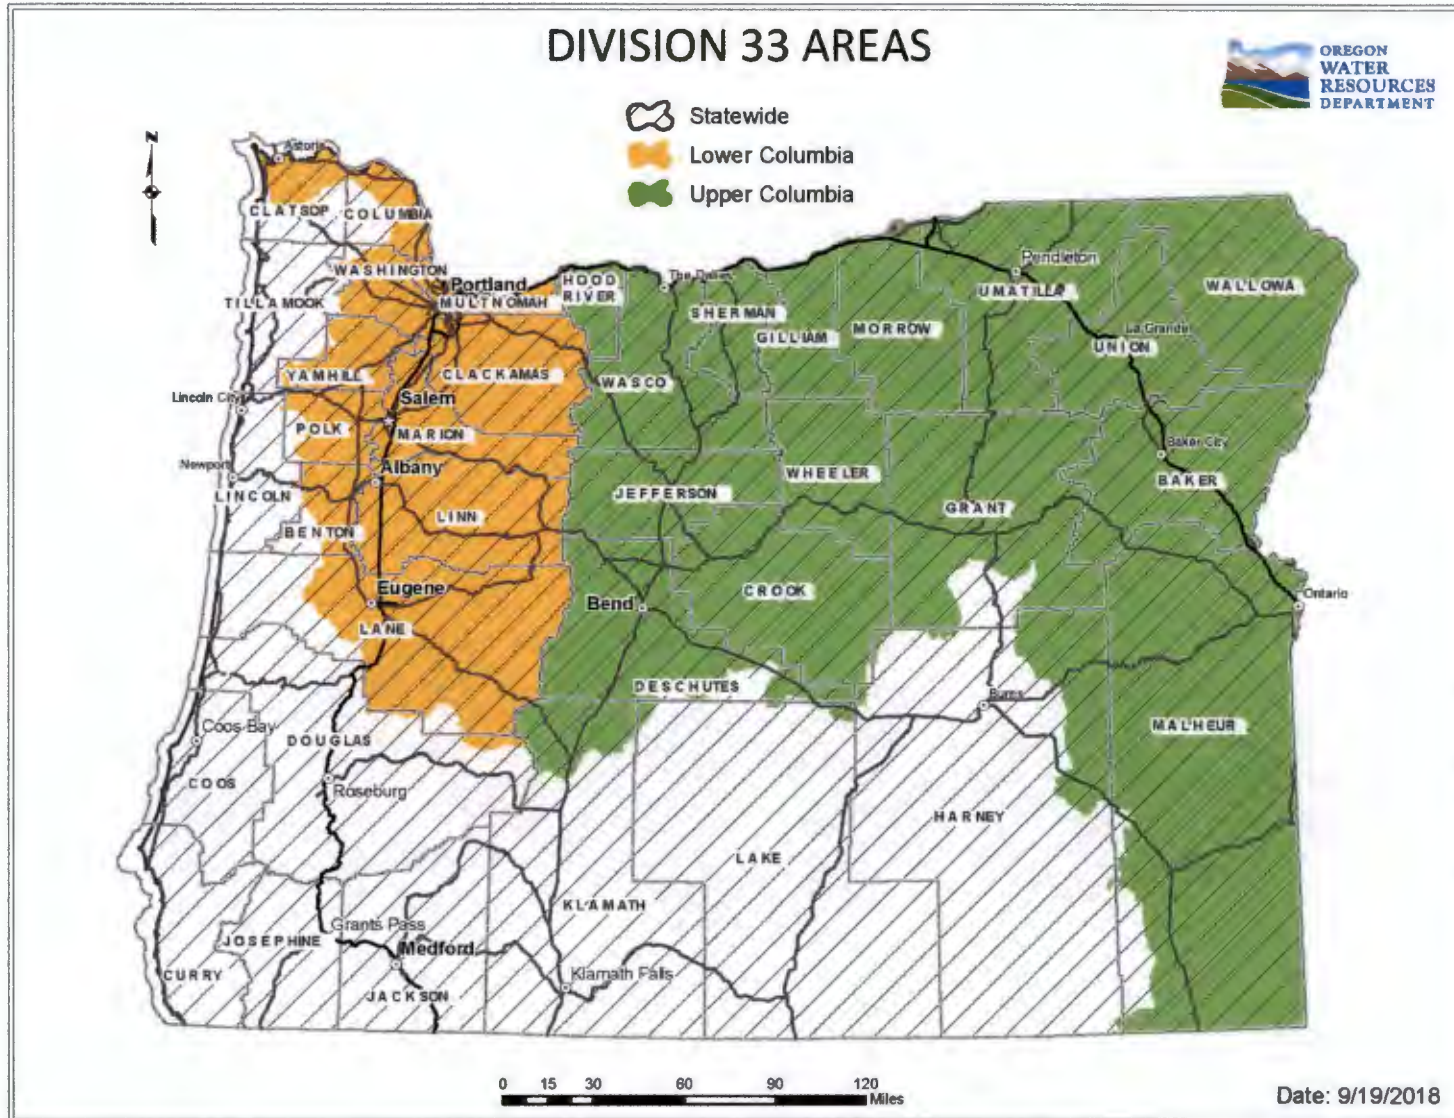 DIVISION 33 AREAS
OREGON
WATER
RESOURCES
DEPARTMENT
Statewide
Lower Columbia
Upper Columbia
N
Astoria
CLATSOP
COLUMBIA
WASHINGTON
Portland
MULTNOMAH
HOOD
RIVER
The Dalles
Pendleton
UMATILLA
WALLOWA
TILLAMOOK
SHERMAN
GILLIAM
MORROW
La Grande
UNION
YAMHILL
CLACKAMAS
WASCO
Lincoln City
Salem
POLK
MARION
Baker City
BAKER
Newport
Albany
WHEELER
LINCOLN
JEFFERSON
LINN
GRANT
BENTON
Eugene
CROOK
Bend
Ontario
LANE
DESCHUTES
Burns
Coos Bay
DOUGLAS
MALHEUR
COOS
Roseburg
HARNEY
LAKE
KLAMATH
Grants Pass
JOSEPHINE
Medford
CURRY
Klamath Falls
JACKSON
0 15 30 60 90 120
Miles
Date: 9/19/2018